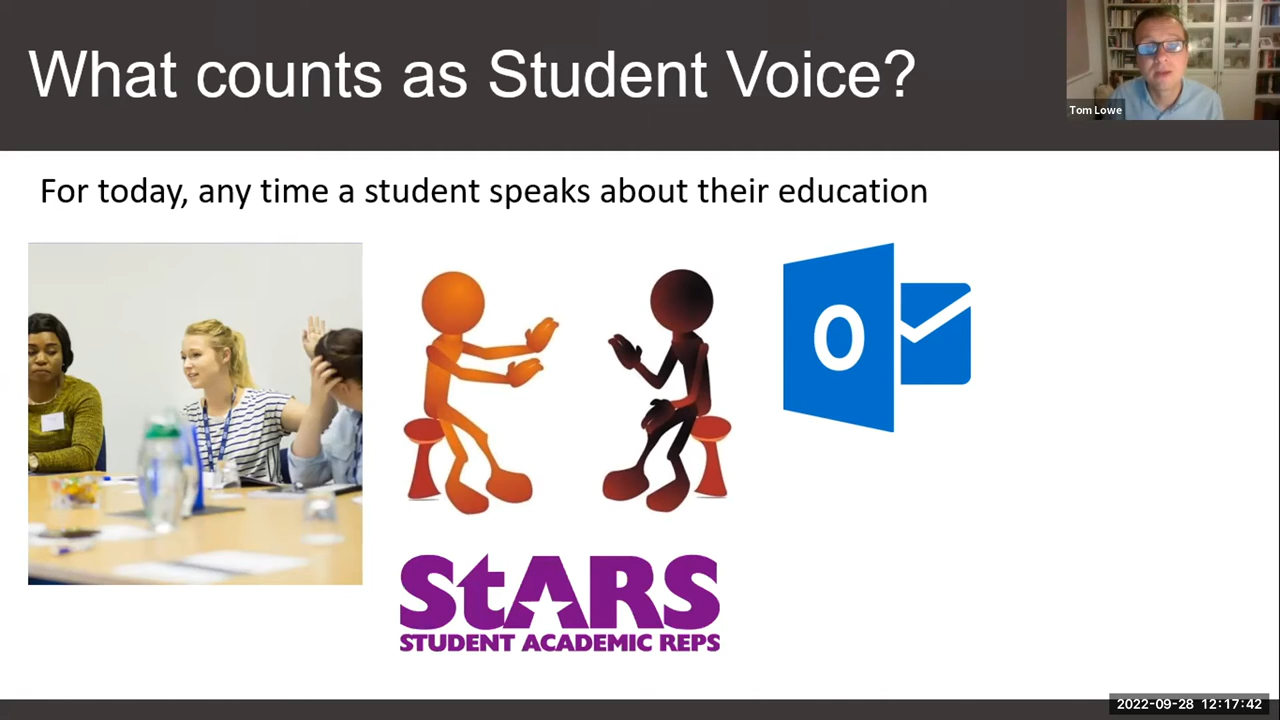 What counts as Student Voice?
Tom Lowe
For today, any time a student speaks about their education
O
StARS
STUDENT ACADEMIC REPS
2022-09-28 12:17:42